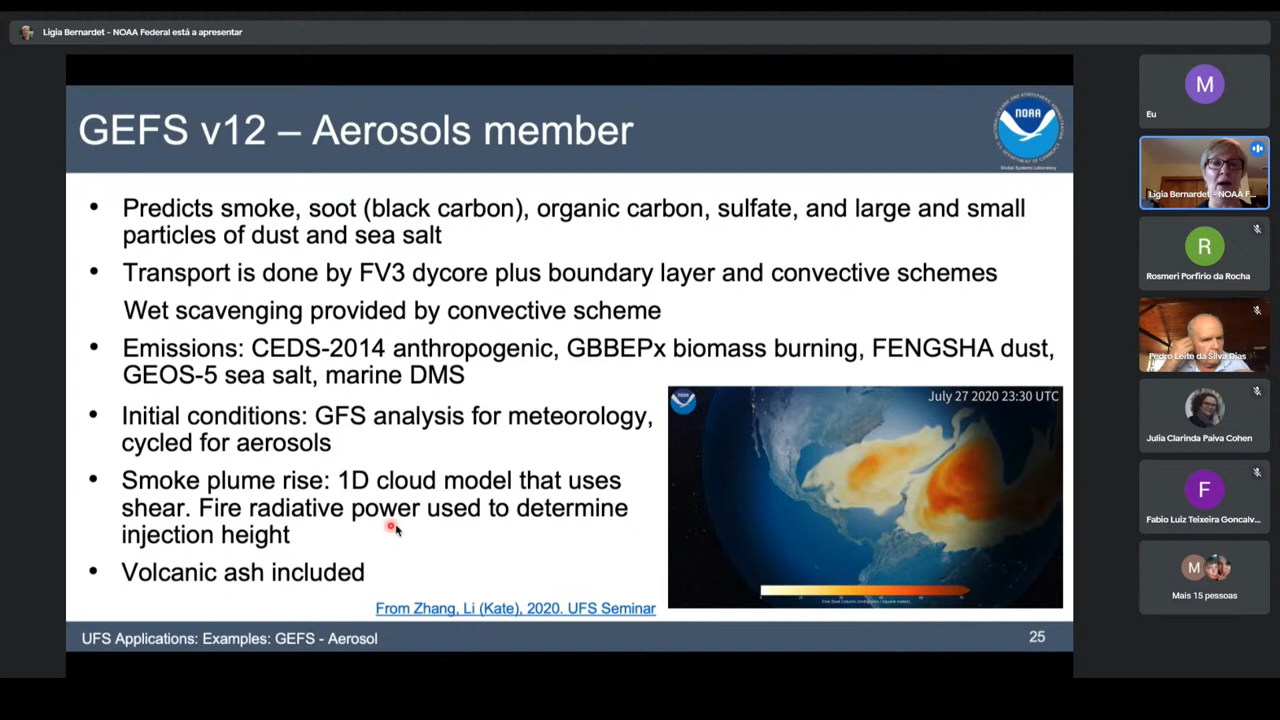 Ligia Bernardet - NOAA Federal está a apresentar
GEFS v12 – Aerosols member
NOAA
• Predicts smoke, soot (black carbon), organic carbon, sulfate, and large and small
particles of dust and sea salt
• Transport is done by FV3 dycore plus boundary layer and convective schemes
Wet scavenging provided by convective scheme
• Emissions: CEDS-2014 anthropogenic, GBBEPx biomass burning, FENGSHA dust,
GEOS-5 sea salt, marine DMS
• Initial conditions: GFS analysis for meteorology,
cycled for aerosols
• Smoke plume rise: 1D cloud model that uses
shear. Fire radiative power used to determine
injection height
• Volcanic ash included
July 27 2020 23:30 UTC
From Zhang, Li (Kate), 2020. UFS Seminar
UFS Applications: Examples: GEFS - Aerosol
25
M
Eu
Ligia Bernardet - NOAA F...
R
Rosmeri Porfirio da Rocha
Pedro Leite da Silva Dias
Julia Clarinda Paiva Cohen
F
Fabio Luiz Teixeira Goncalv...
M
Mais 15 pessoas